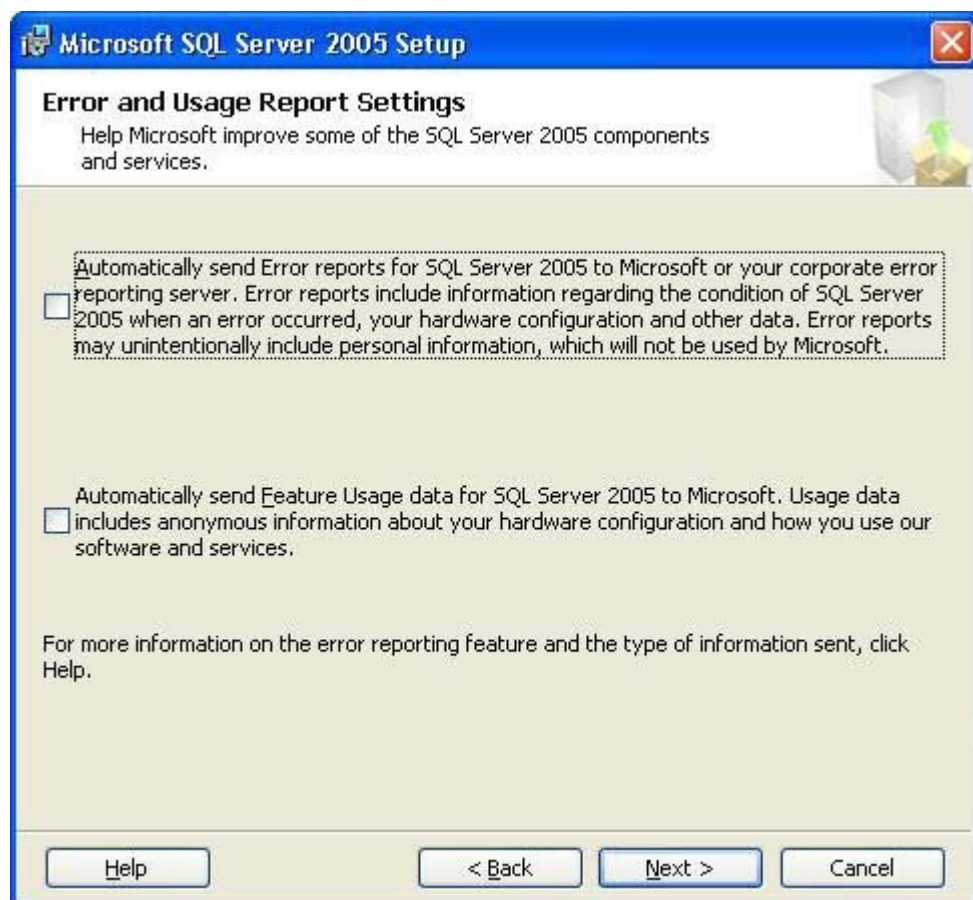 Microsoft SQL Server 2005 Setup
Error and Usage Report Settings
Help Microsoft improve some of the SQL Server 2005 components
and services.
Automatically send Error reports for SQL Server 2005 to Microsoft or your corporate error
reporting server. Error reports include information regarding the condition of SQL Server
2005 when an error occurred, your hardware configuration and other data. Error reports
may unintentionally include personal information, which will not be used by Microsoft.
Automatically send Feature Usage data for SQL Server 2005 to Microsoft. Usage data
includes anonymous information about your hardware configuration and how you use our
software and services.
For more information on the error reporting feature and the type of information sent, click
Help.
Help < Back Next > Cancel